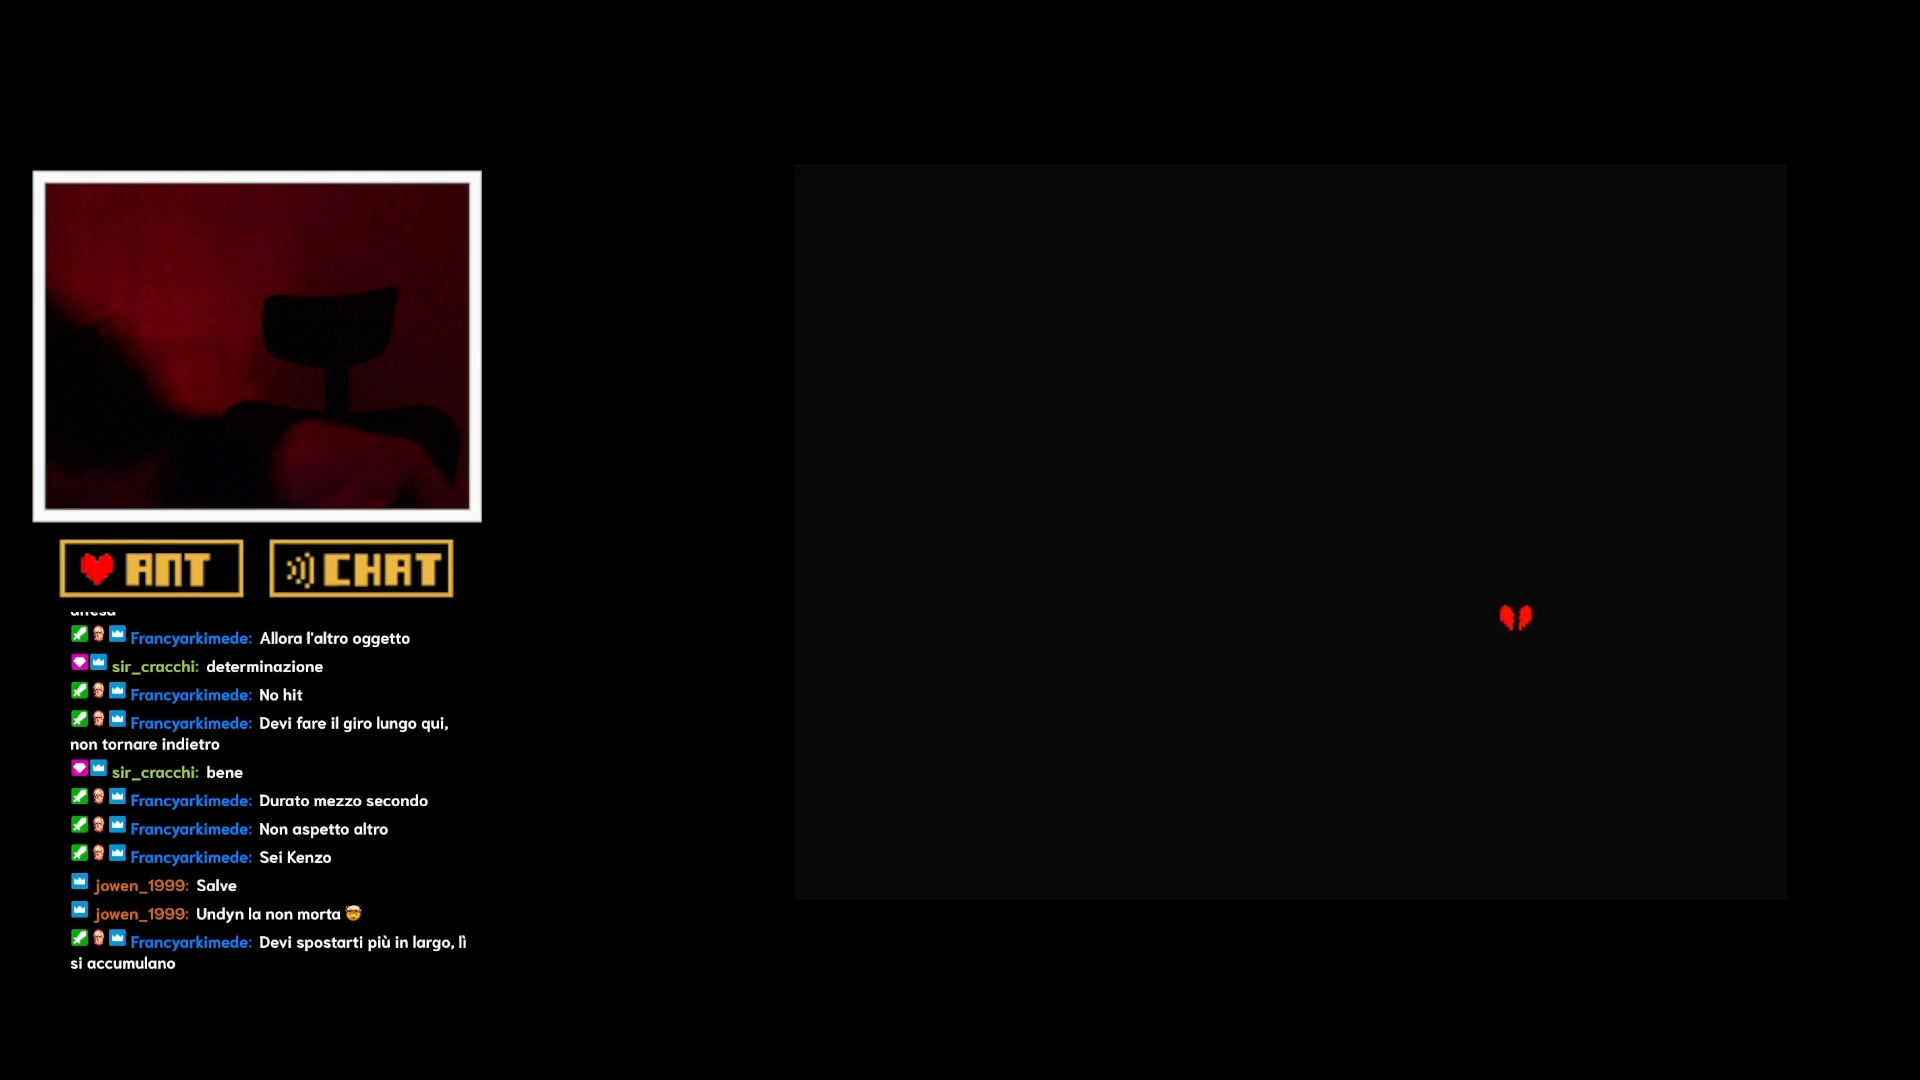 ANT
CHAT
Francyarkimede: Allora l'altro oggetto
sir_cracchi: determinazione
Francyarkimede: No hit
Francyarkimede: Devi fare il giro lungo qui,
non tornare indietro
sir_cracchi: bene
Francyarkimede: Durato mezzo secondo
Francyarkimede: Non aspetto altro
Francyarkimede: Sei Kenzo
jowen_1999: Salve
jowen_1999: Undyn la non morta 🤯
Francyarkimede: Devi spostarti più in largo, lì
si accumulano